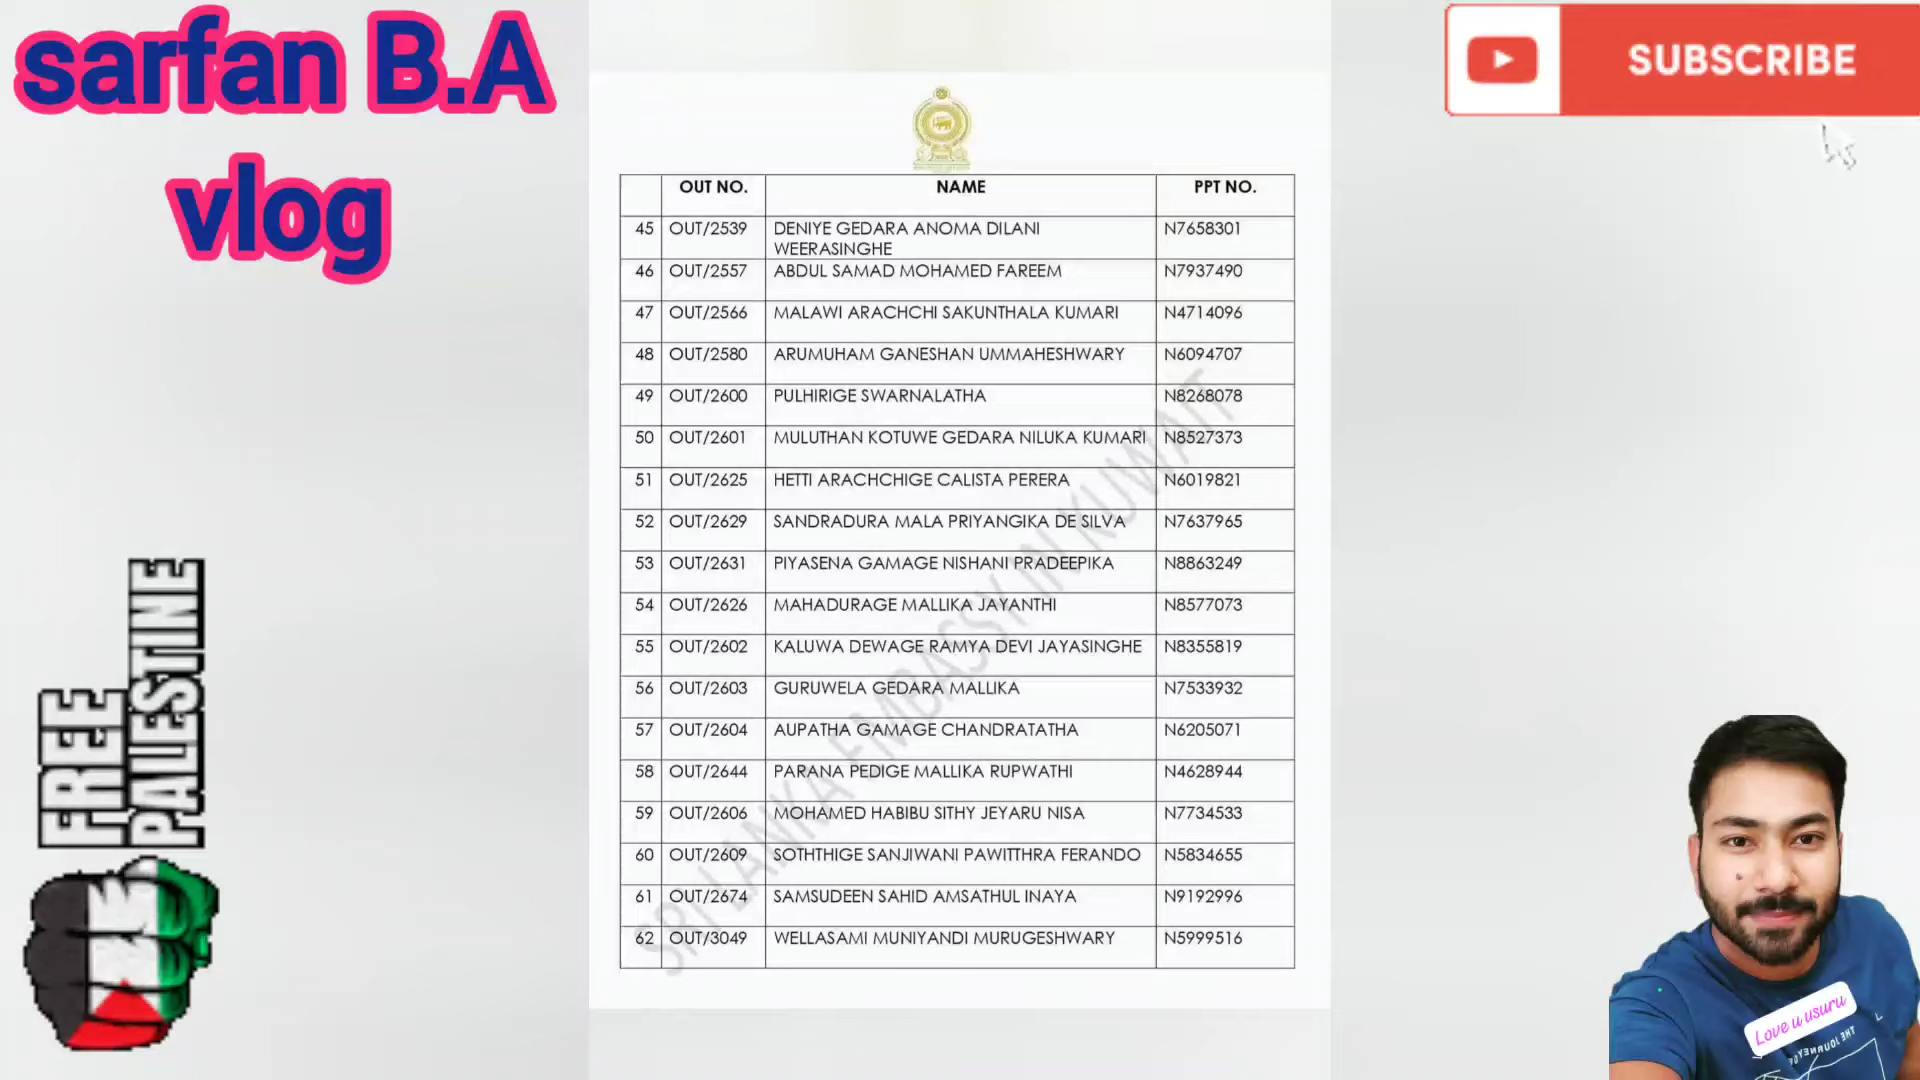 sarfan B.A
vlog
SUBSCRIBE
OUT NO. NAME PPT NO.
45 OUT/2539 DENIYE GEDARA ANOMA DILANI WEERASINGHE N7658301
46 OUT/2557 ABDUL SAMAD MOHAMED FAREEM N7937490
47 OUT/2566 MALAWI ARACHCHI SAKUNTHALA KUMARI N4714096
48 OUT/2580 ARUMUHAM GANESHAN UMMAHESHWARY N6094707
49 OUT/2600 PULHIRIGE SWARNALATHA N8268078
50 OUT/2601 MULUTHAN KOTUWE GEDARA NILUKA KUMARI N8527373
51 OUT/2625 HETTI ARACHCHIGE CALISTA PERERA N6019821
52 OUT/2629 SANDRADURA MALA PRIYANGIKA DE SILVA N7637965
53 OUT/2631 PIYASENA GAMAGE NISHANI PRADEEPIKA N8863249
54 OUT/2626 MAHADURAGE MALLIKA JAYANTHI N8577073
55 OUT/2602 KALUWA DEWAGE RAMYA DEVI JAYASINGHE N8355819
56 OUT/2603 GURUWELA GEDARA MALLIKA N7533932
57 OUT/2604 AUPATHA GAMAGE CHANDRATATHA N6205071
58 OUT/2644 PARANA PEDIGE MALLIKA RUPWATHI N4628944
59 OUT/2606 MOHAMED HABIBU SITHY JEYARU NISA N7734533
60 OUT/2609 SOTHTHIGE SANJIWANI PAWITTHRA FERANDO N5834655
61 OUT/2674 SAMSUDEEN SAHID AMSATHUL INAYA N9192996
62 OUT/3049 WELLASAMI MUNIYANDI MURUGESHWARY N5999516
SRI LANKA EMBASSY IN KUWAIT
FREE
PALESTINE
Love u usuru
THE JOURNEY OF